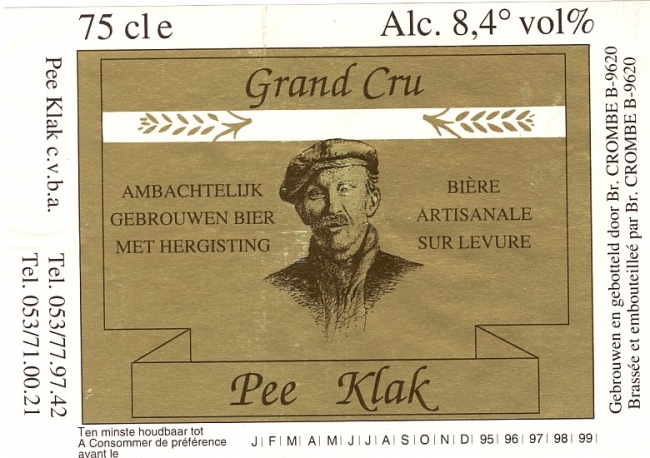 75 cl e
Alc. 8,4° vol%
Pee Klak c.v.b.a.
Tel. 053/77.97.42
Tel. 053/71.00.21
Grand Cru
AMBACHTELIJK
GEBROUWEN BIER
MET HERGISTING
BIÈRE
ARTISANALE
SUR LEVURE
Pee Klak
Gebrouwen en gebotteld door Br. CROMBE B-9620
Brassée et embouteilleé par Br. CROMBE B-9620
Ten minste houdbaar tot
A Consommer de préférence
avant le
J| F| M| A| M| J| J| A| S| O| N| D| 95| 96| 97| 98| 99|